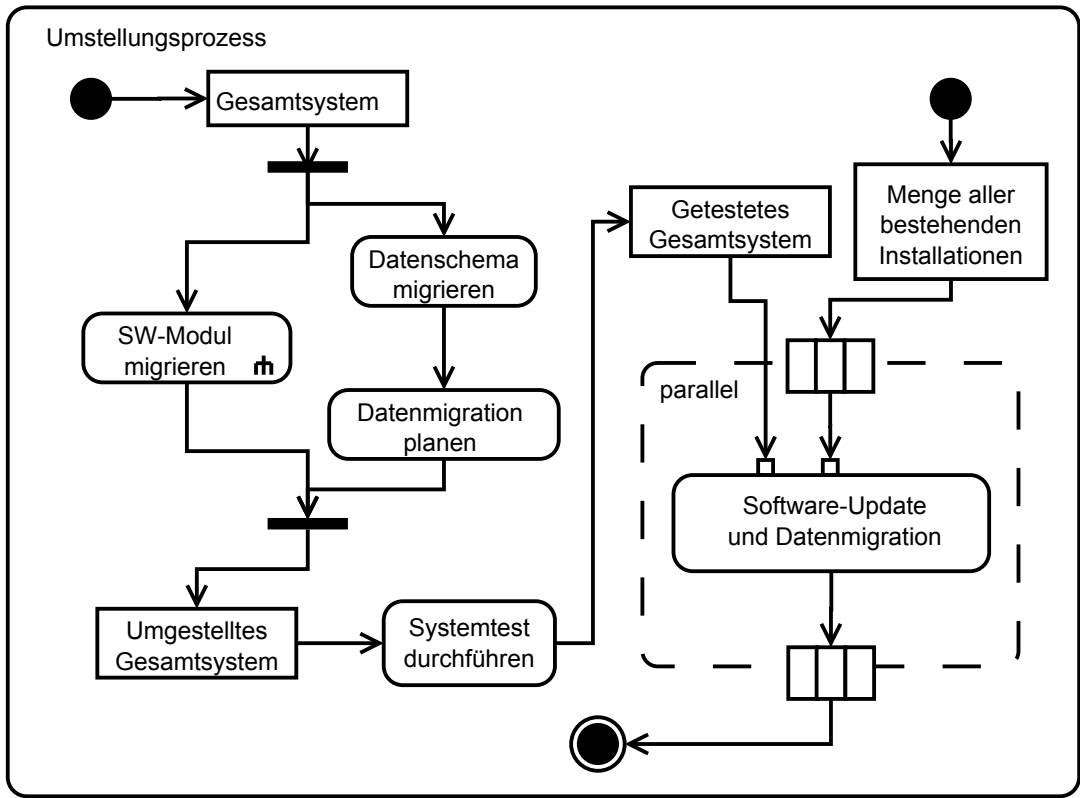 Umstellungsprozess
Gesamtsystem
Datenschema
migrieren
SW-Modul
migrieren
Datenmigration
planen
Umgestelltes
Gesamtsystem
Systemtest
durchführen
Getestetes
Gesamtsystem
Menge aller
bestehenden
Installationen
parallel
Software-Update
und Datenmigration